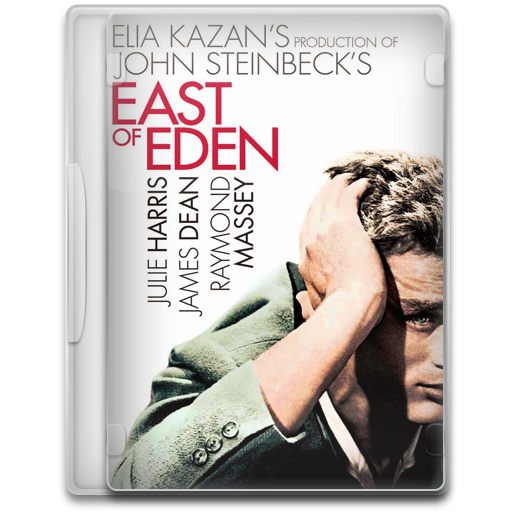 ELIA KAZAN'S PRODUCTION OF
JOHN STEINBECK'S
EAST
OF EDEN
JULIE HARRIS
JAMES DEAN
RAYMOND
MASSEY